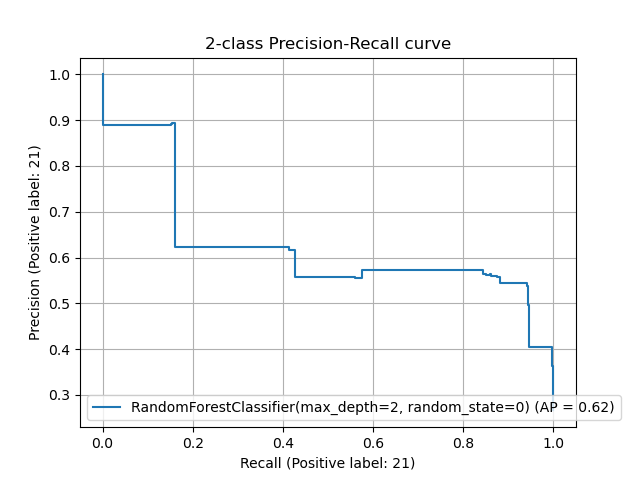 2-class Precision-Recall curve
Precision (Positive label: 21)
1.0
0.9
0.8
0.7
0.6
0.5
0.4
0.3
RandomForestClassifier(max_depth=2, random_state=0) (AP = 0.62)
0.0 0.2 0.4 0.6 0.8 1.0
Recall (Positive label: 21)